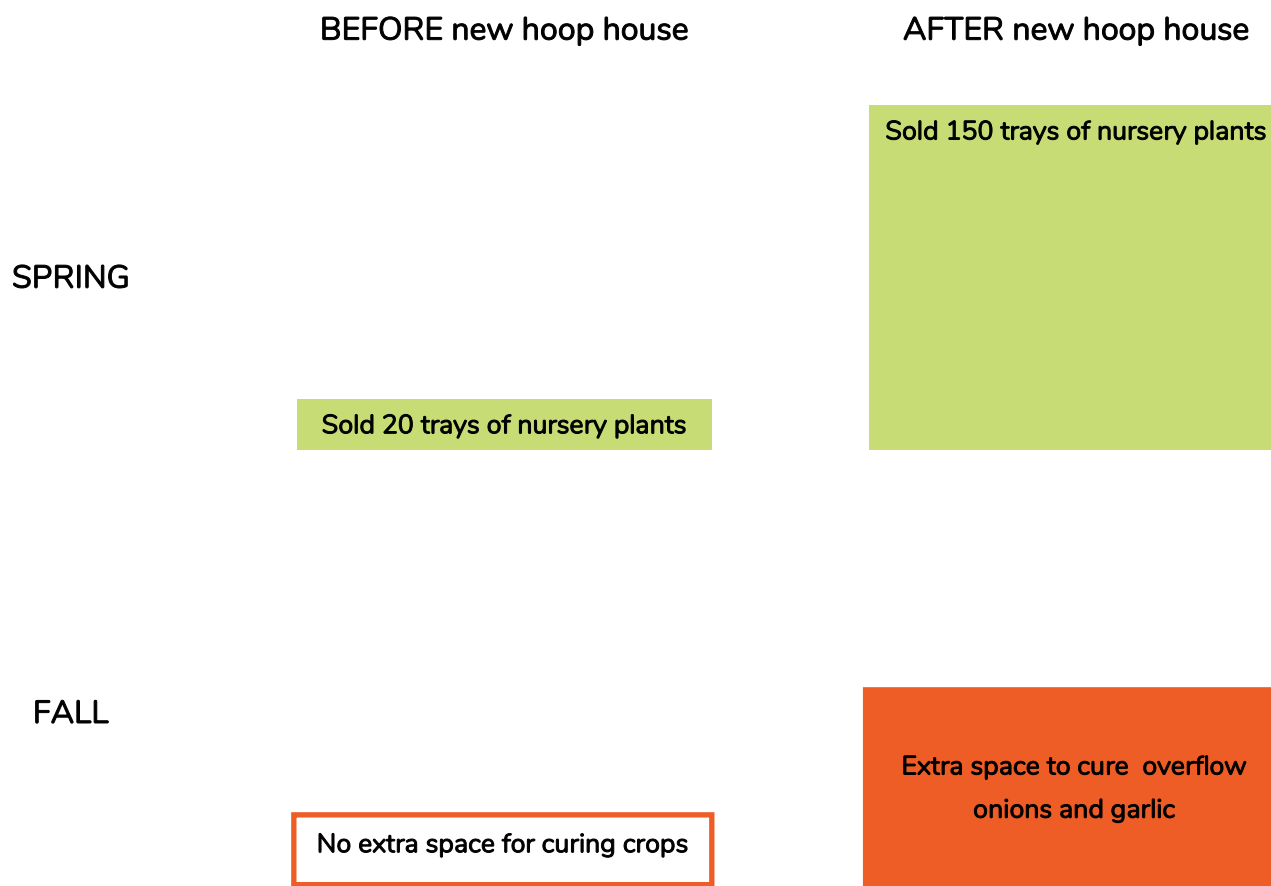 BEFORE new hoop house
AFTER new hoop house
Sold 150 trays of nursery plants
SPRING
Sold 20 trays of nursery plants
FALL
Extra space to cure  overflow
onions and garlic
No extra space for curing crops